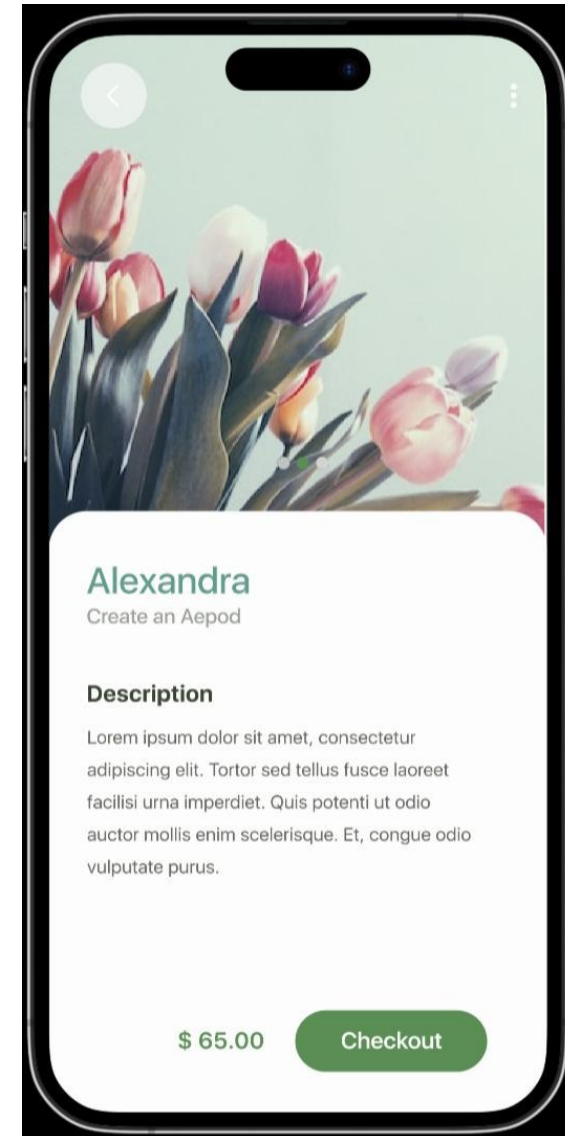 Alexandra
Create an Aepod
Description
Lorem ipsum dolor sit amet, consectetur
adipiscing elit. Tortor sed tellus fusce laoreet
facilisi urna imperdiet. Quis potenti ut odio
auctor mollis enim scelerisque. Et, congue odio
vulputate purus.
$ 65.00 Checkout